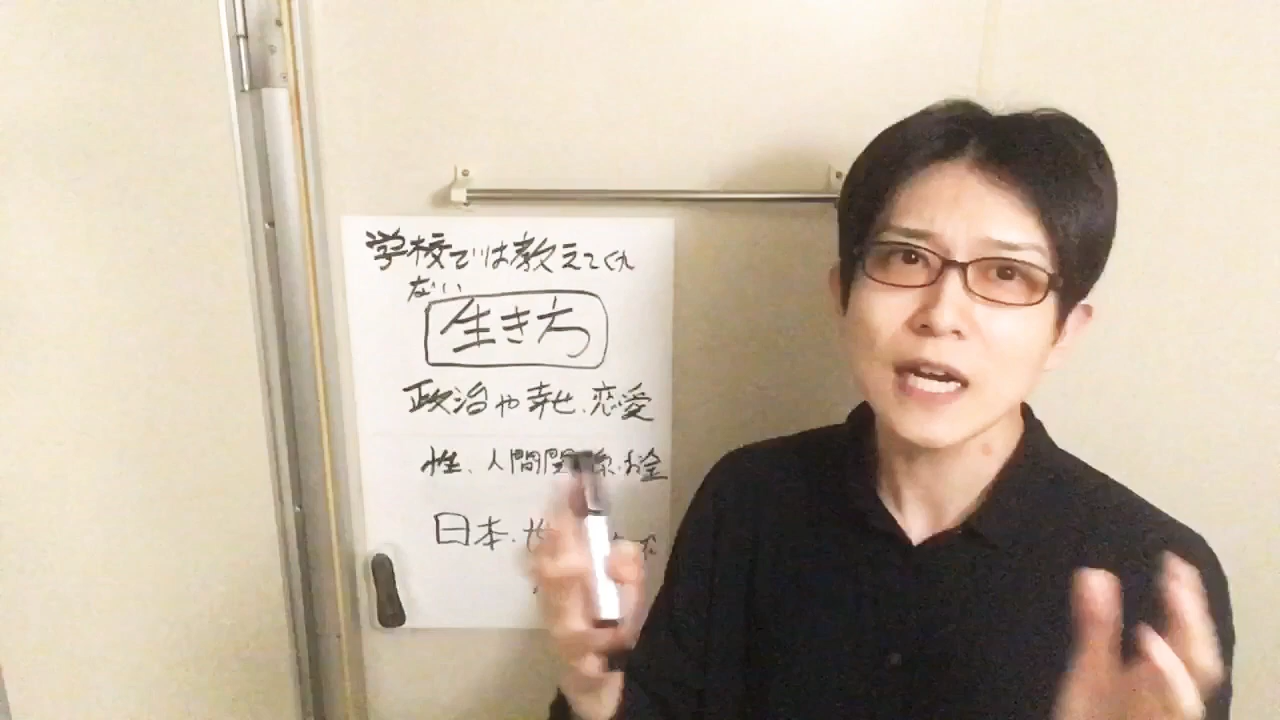 学校では教えてくれ
ない
生き方
政治や幸せ、恋愛
性、人間関係、お金
日本、